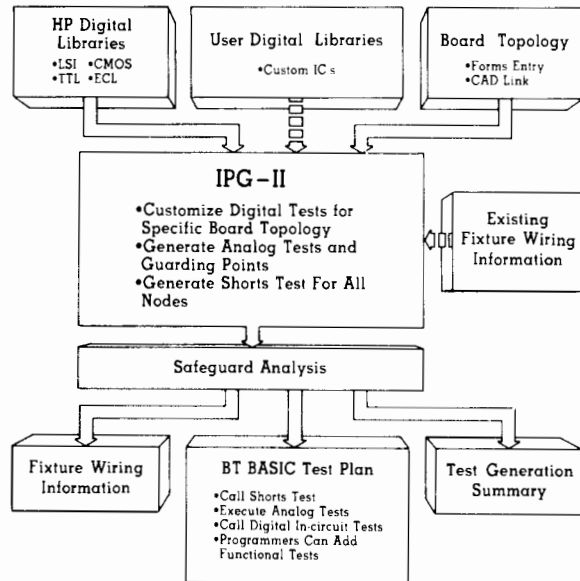 HP Digital
Libraries
•LSI •CMOS
•TTL •ECL
User Digital Libraries
•Custom IC s
Board Topology
•Forms Entry
•CAD Link
IPG-II
•Customize Digital Tests for
Specific Board Topology
•Generate Analog Tests and
Guarding Points
•Generate Shorts Test For All
Nodes
Existing
Fixture Wiring
Information
Safeguard Analysis
Fixture Wiring
Information
BT BASIC Test Plan
•Call Shorts Test
•Execute Analog Tests
•Call Digital In-circuit Tests
•Programmers Can Add
Functional Tests
Test Generation
Summary